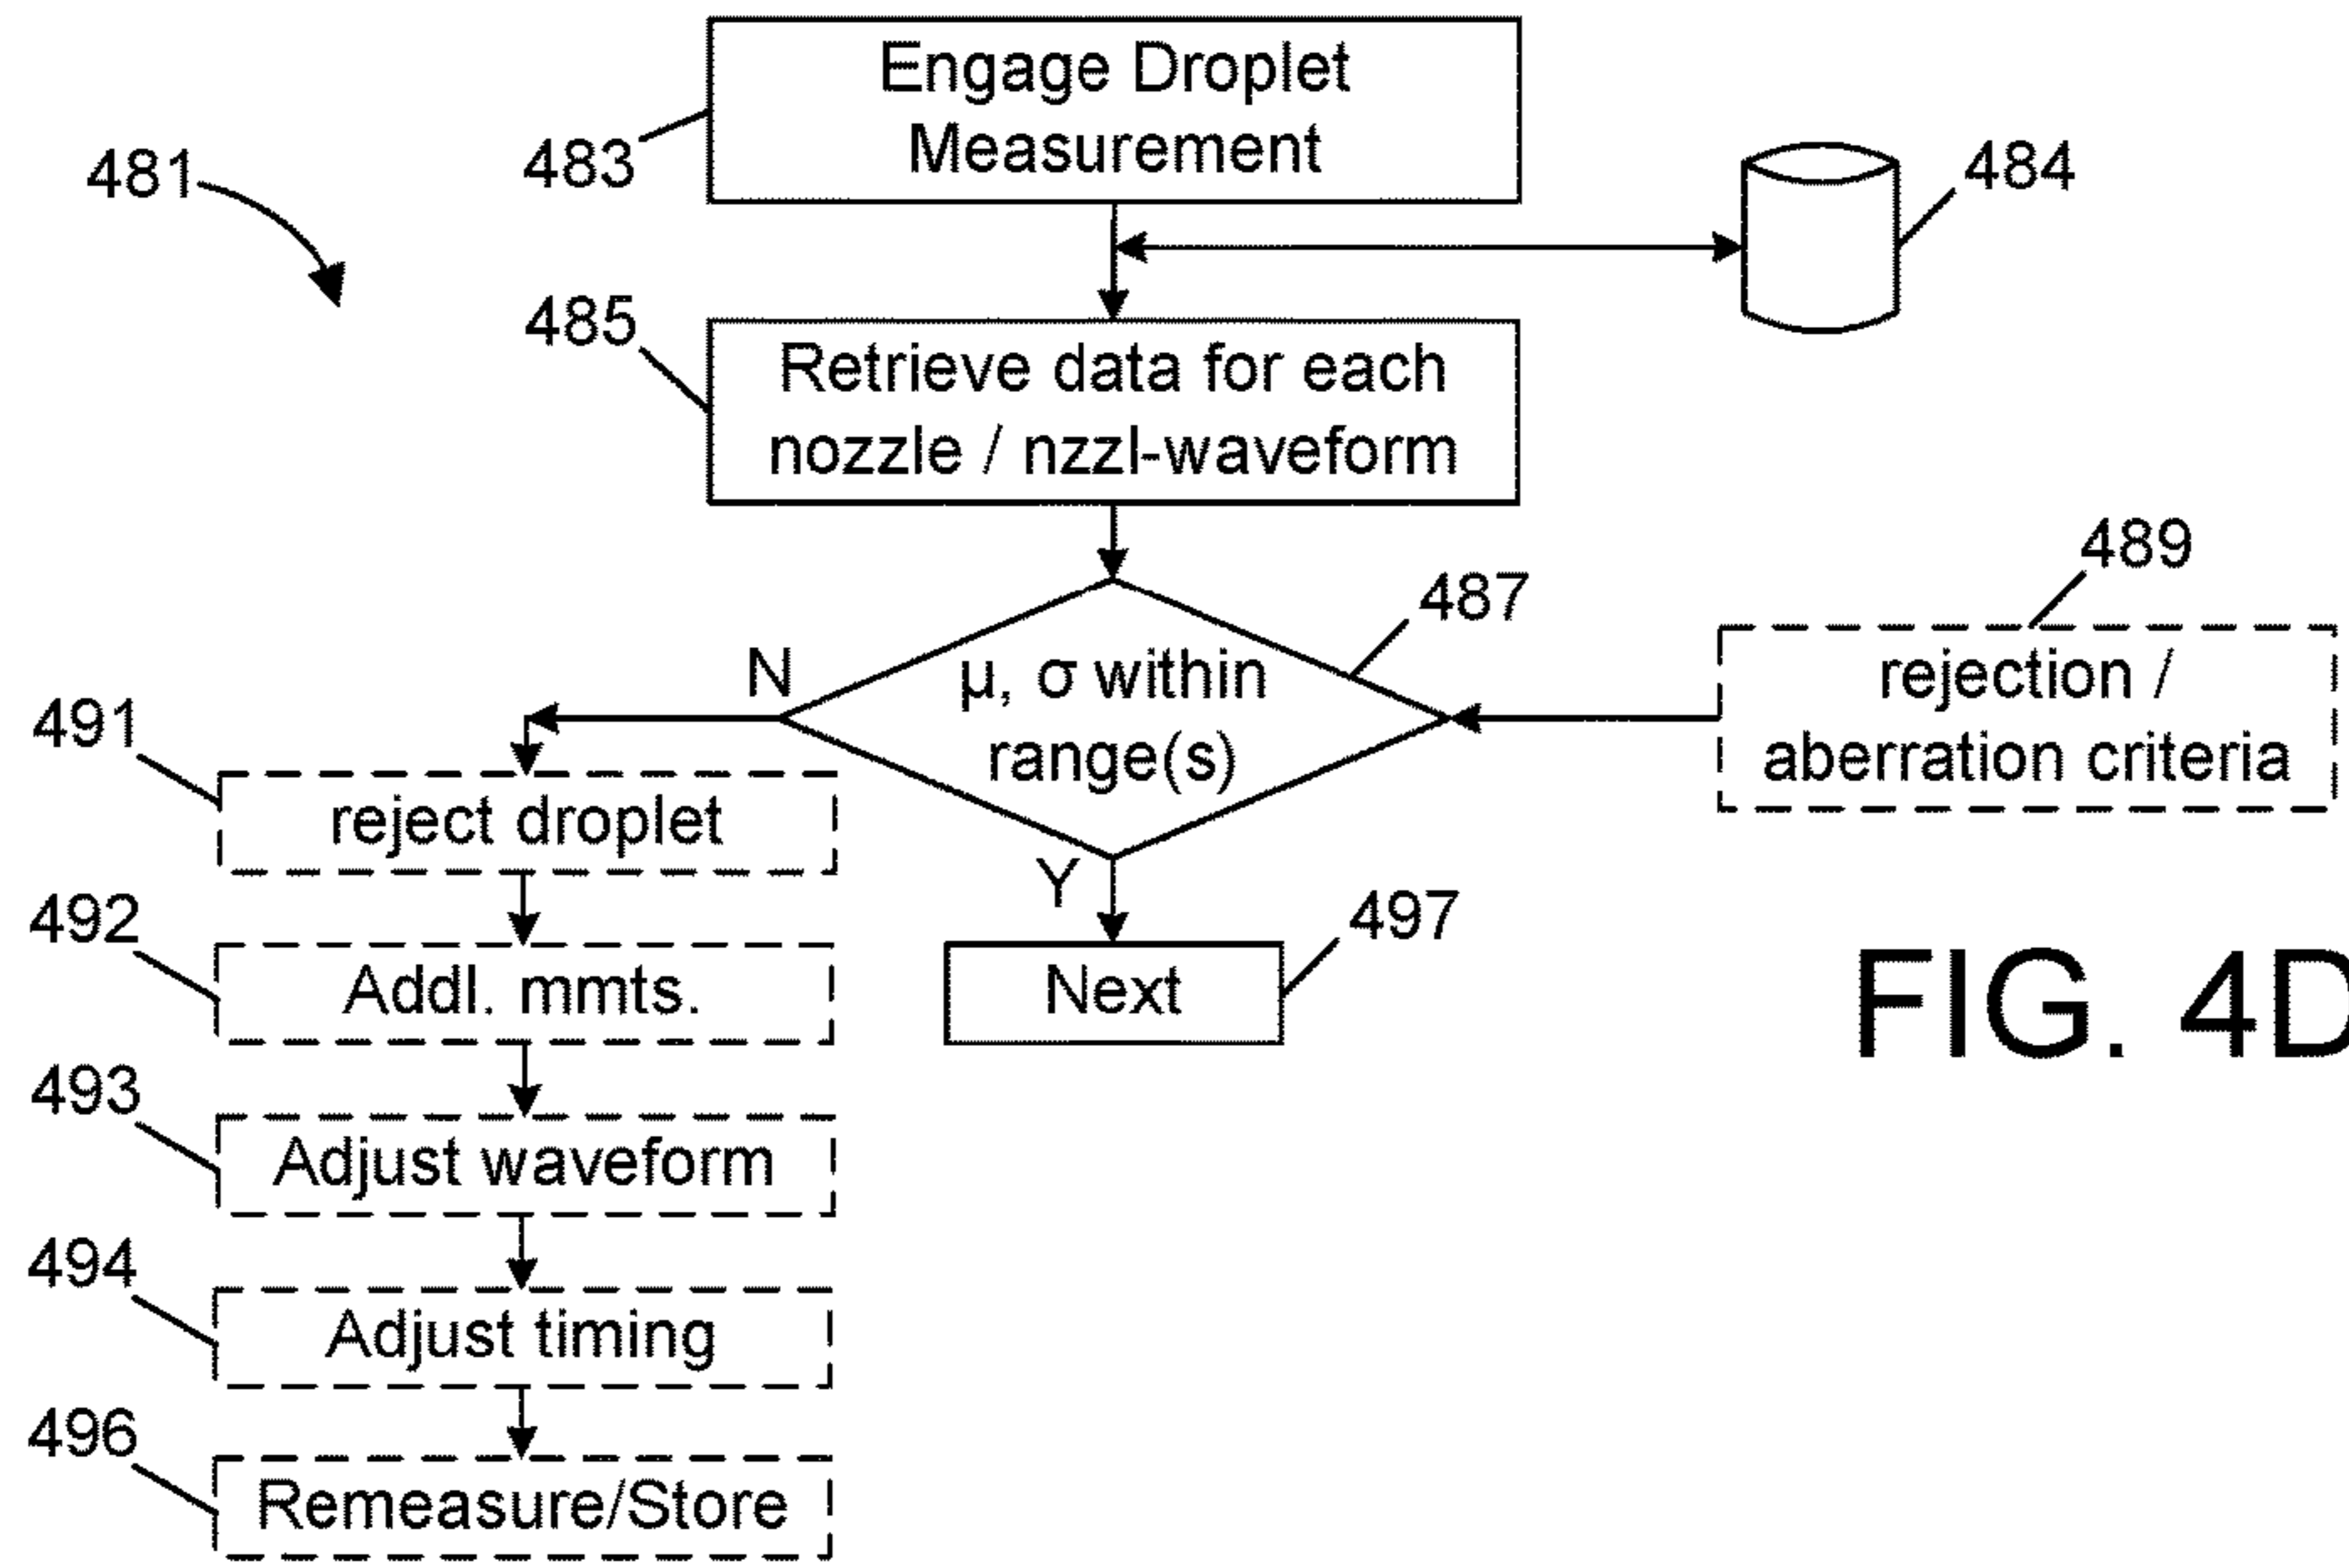 Engage Droplet
Measurement
483
481
484
485
Retrieve data for each
nozzle / nzzl-waveform
489
487
N
μ, σ within
range(s)
rejection /
aberration criteria
491
reject droplet
Y
497
492
Addl. mmts.
Next
FIG. 4D
493
Adjust waveform
494
Adjust timing
496
Remeasure/Store